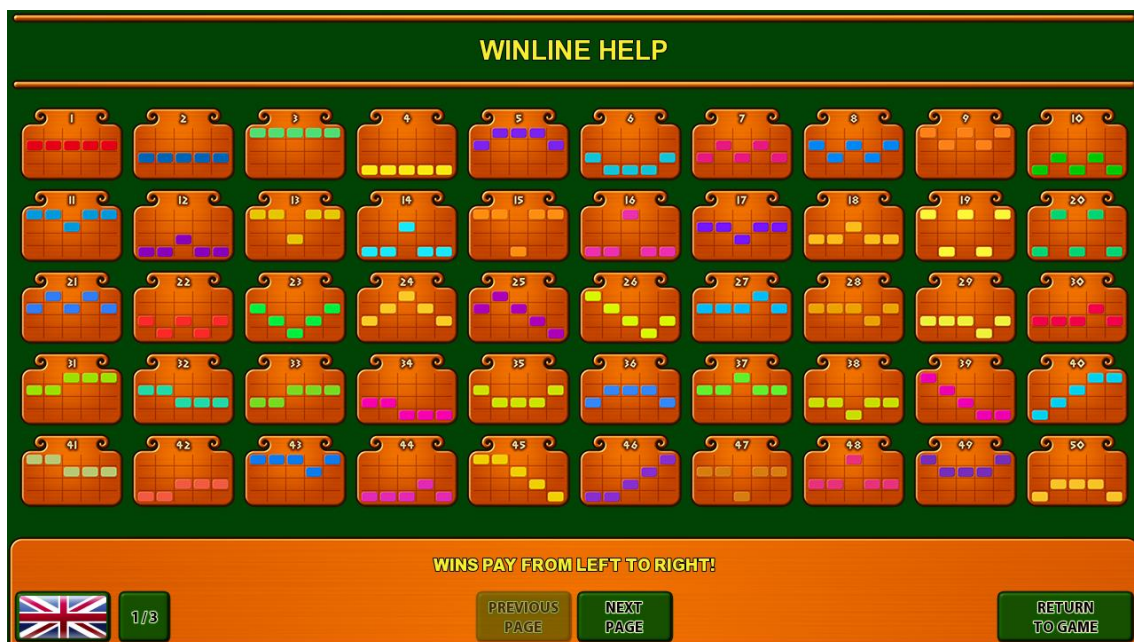 WINLINE HELP
1 2 3 4 5 6 7 8 9 10
11 12 13 14 15 16 17 18 19 20
21 22 23 24 25 26 27 28 29 30
31 32 33 34 35 36 37 38 39 40
41 42 43 44 45 46 47 48 49 50
WINS PAY FROM LEFT TO RIGHT!
1/3
PREVIOUS
PAGE
NEXT
PAGE
RETURN
TO GAME